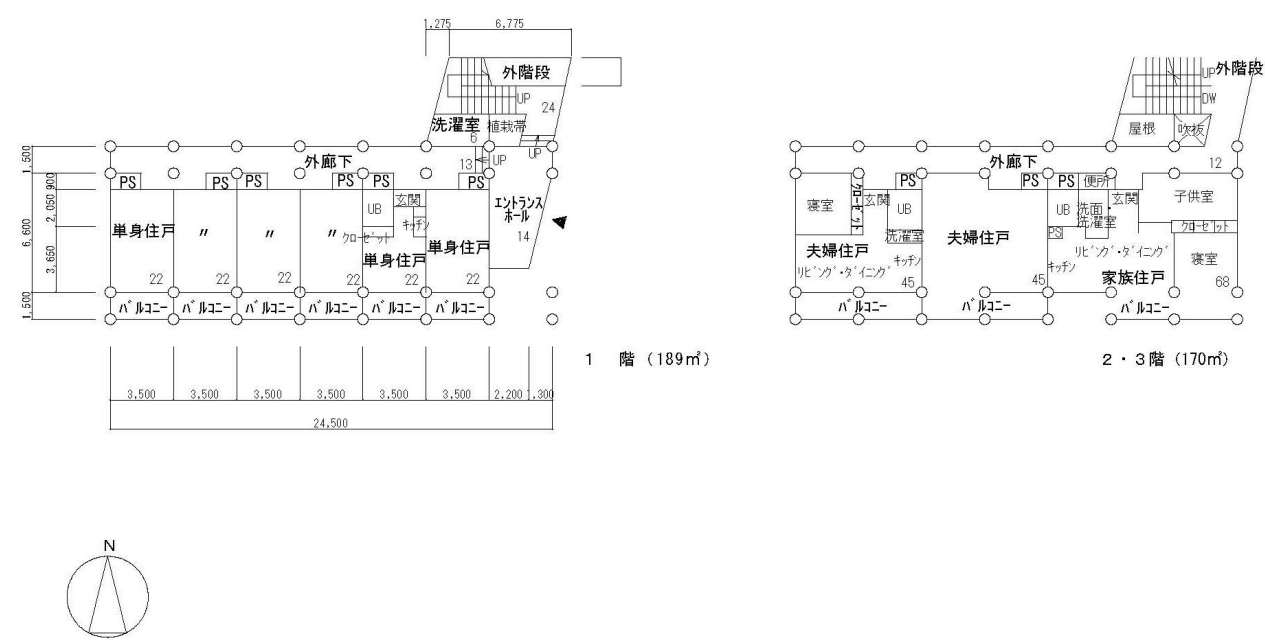 1,275
6,775
外階段
UP
24
洗濯室
6
植栽帯
UP
外廊下
13
UP
PS
PS
PS
PS
PS
PS
1,500
900
2,050
6,600
3,650
1,500
単身住戸
〃
〃
〃
UB
玄関
キッチン
クローゼット
単身住戸
単身住戸
エントランス
ホール
14
22
22
22
22
22
22
バルコニー
バルコニー
バルコニー
バルコニー
バルコニー
バルコニー
1 階 (189㎡)
3,500
3,500
3,500
3,500
3,500
3,500
2,200
1,300
24,500
N
外階段
UP
DW
屋根
吹抜
外廊下
12
PS
PS
PS
便所
寝室
玄関
UB
洗濯室
夫婦住戸
リビング・ダイニング
キッチン
45
夫婦住戸
45
UB
洗面・
洗濯室
PS
玄関
子供室
クローゼット
リビング・ダイニング
キッチン
寝室
家族住戸
68
バルコニー
バルコニー
バルコニー
2・3階 (170㎡)